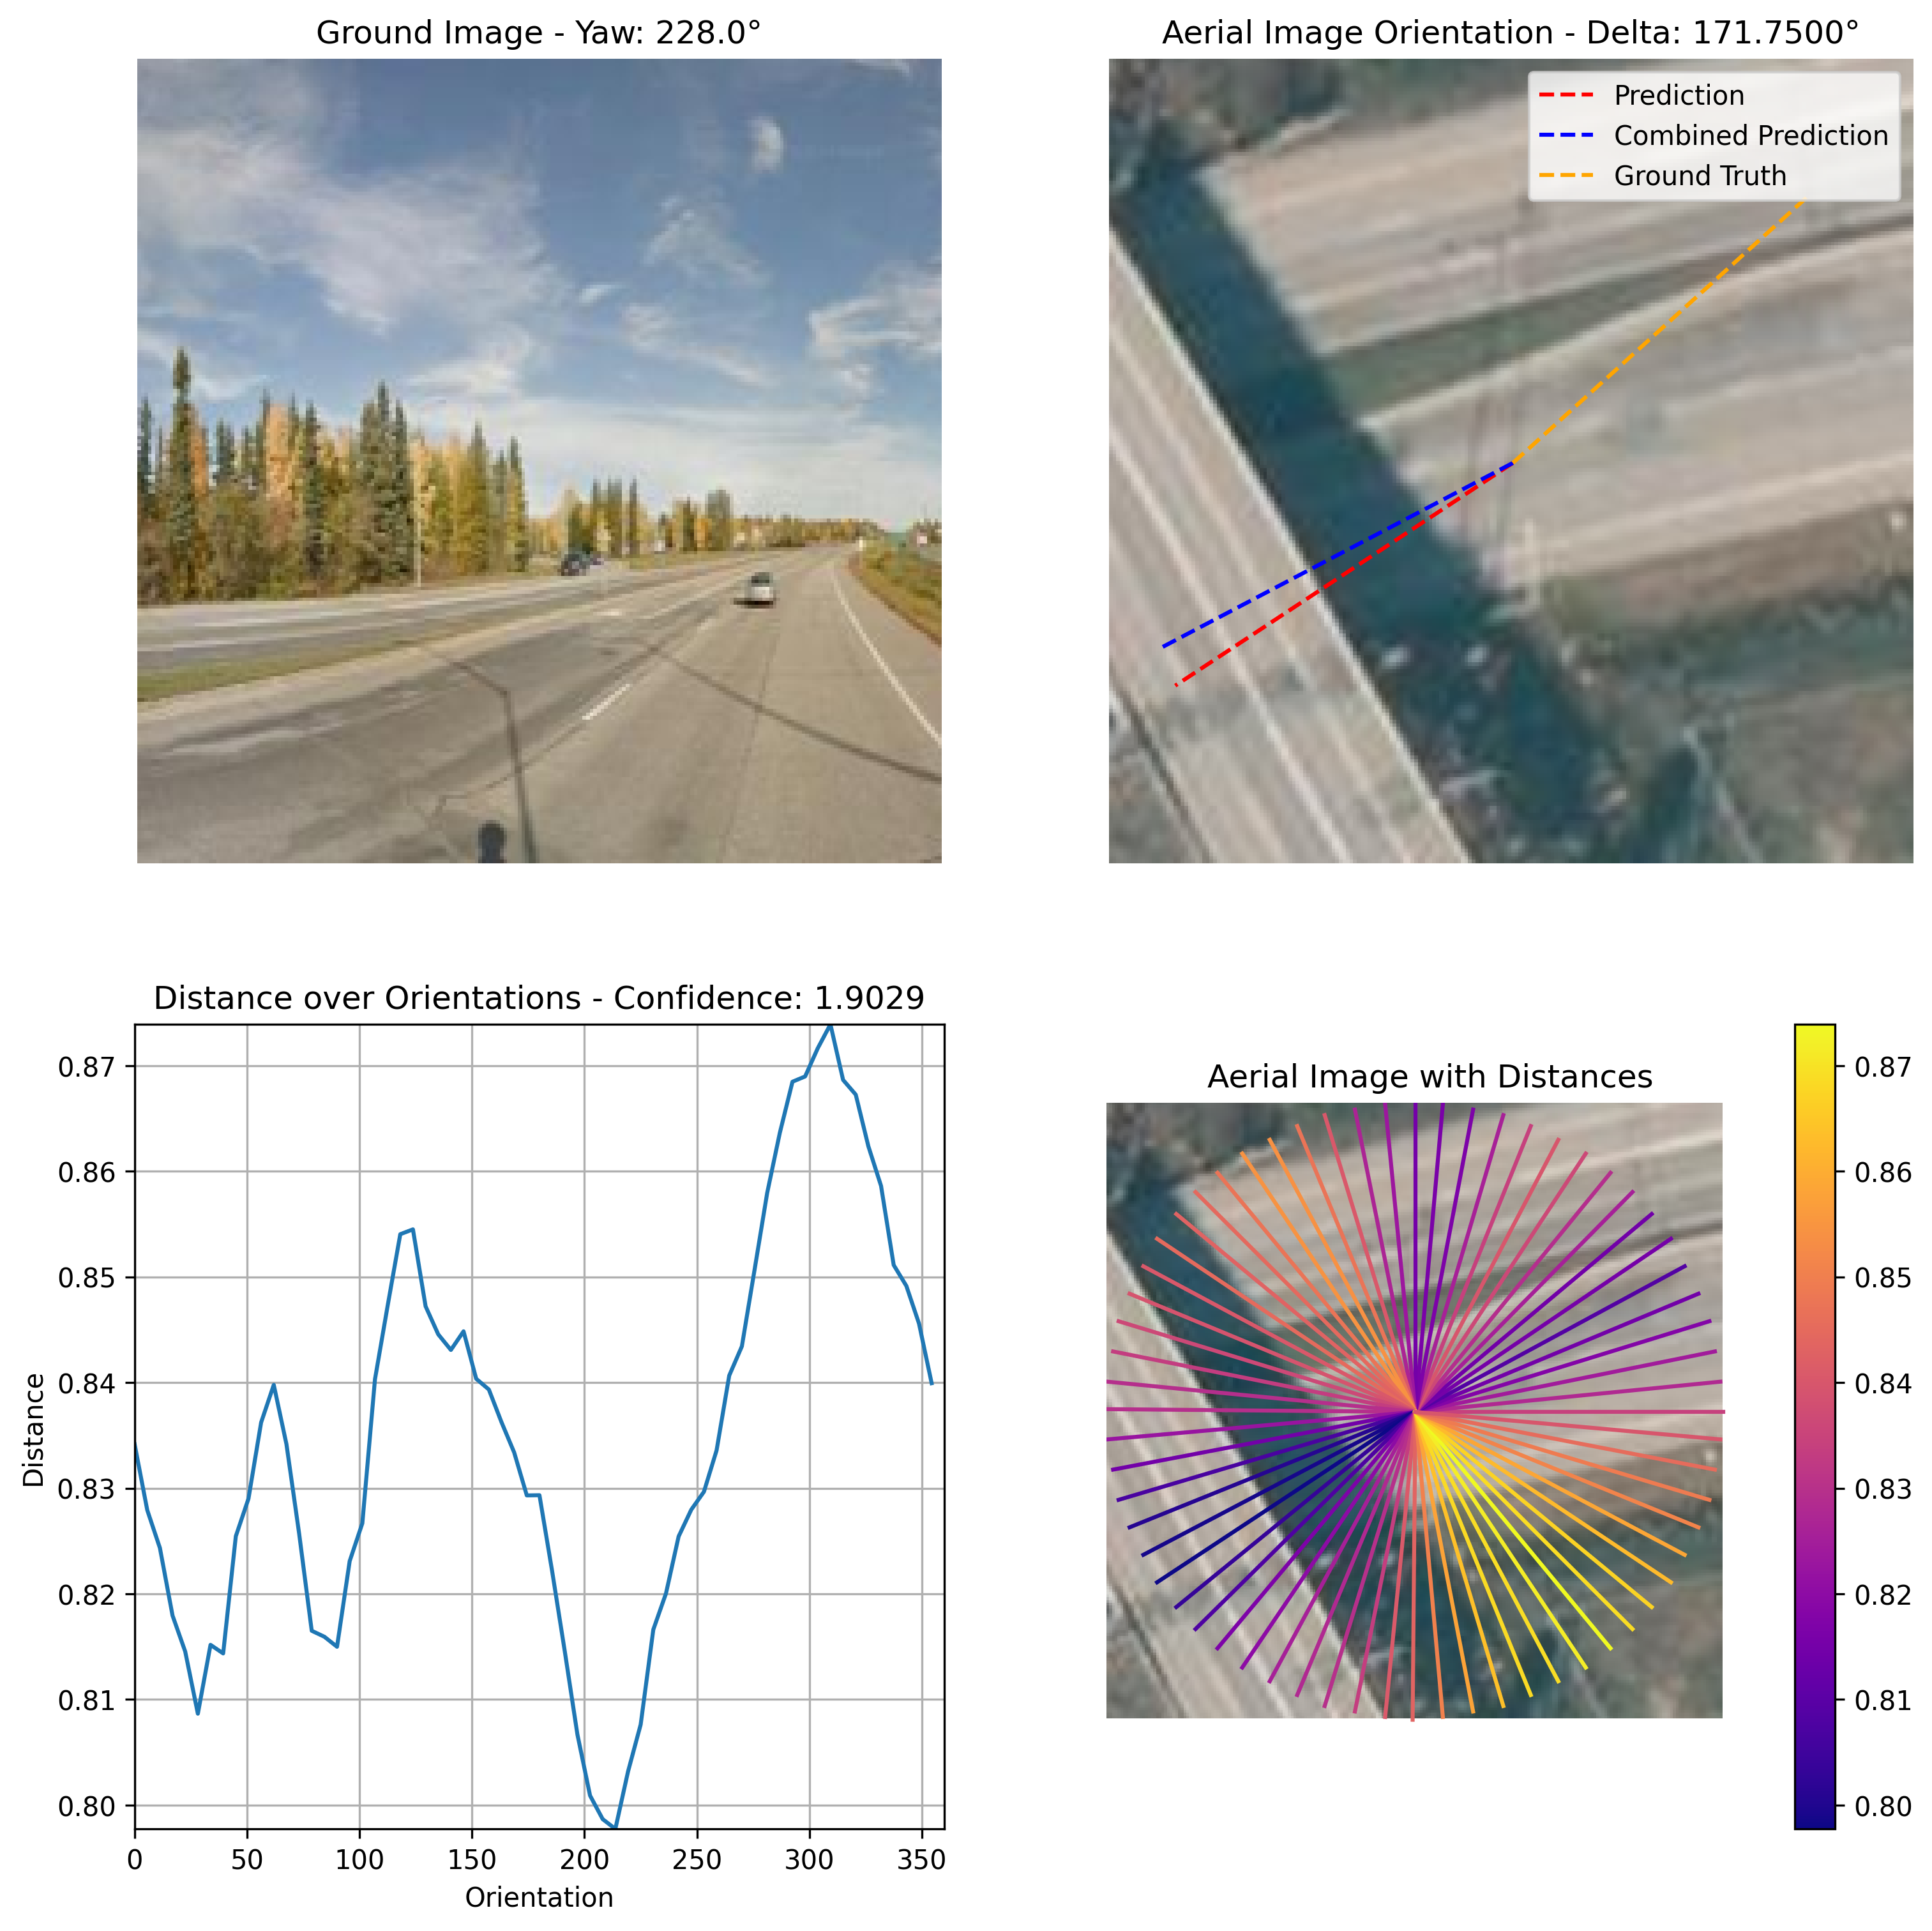 Ground Image - Yaw: 228.0°
Aerial Image Orientation - Delta: 171.7500°
Prediction
Combined Prediction
Ground Truth
Distance over Orientations - Confidence: 1.9029
Distance
0.87
0.86
0.85
0.84
0.83
0.82
0.81
0.80
0 50 100 150 200 250 300 350
Orientation
Aerial Image with Distances
0.87
0.86
0.85
0.84
0.83
0.82
0.81
0.80